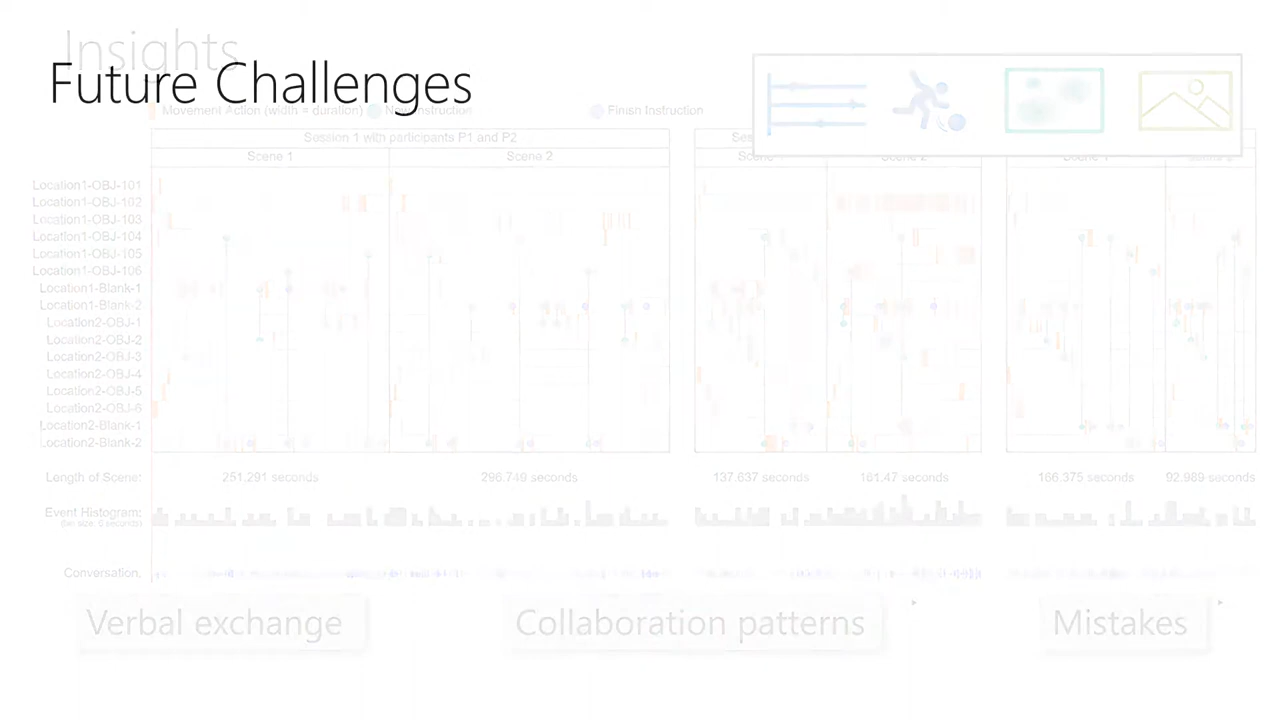 Insights
Future Challenges
Movement Action (width = duration)
Finish Instruction
Session 1 with participants P1 and P2
Scene 1
Scene 2
Location1-OBJ-101
Location1-OBJ-102
Location1-OBJ-103
Location1-OBJ-104
Location1-OBJ-105
Location1-OBJ-106
Location1-Blank-1
Location1-Blank-2
Location2-OBJ-1
Location2-OBJ-2
Location2-OBJ-3
Location2-OBJ-4
Location2-OBJ-5
Location2-OBJ-6
Location2-Blank-1
Location2-Blank-2
Length of Scene: 251.291 seconds 296.749 seconds 137.637 seconds 161.47 seconds 166.375 seconds 92.989 seconds
Event Histogram:
(bin size: 5 seconds)
Conversation:
Verbal exchange Collaboration patterns Mistakes